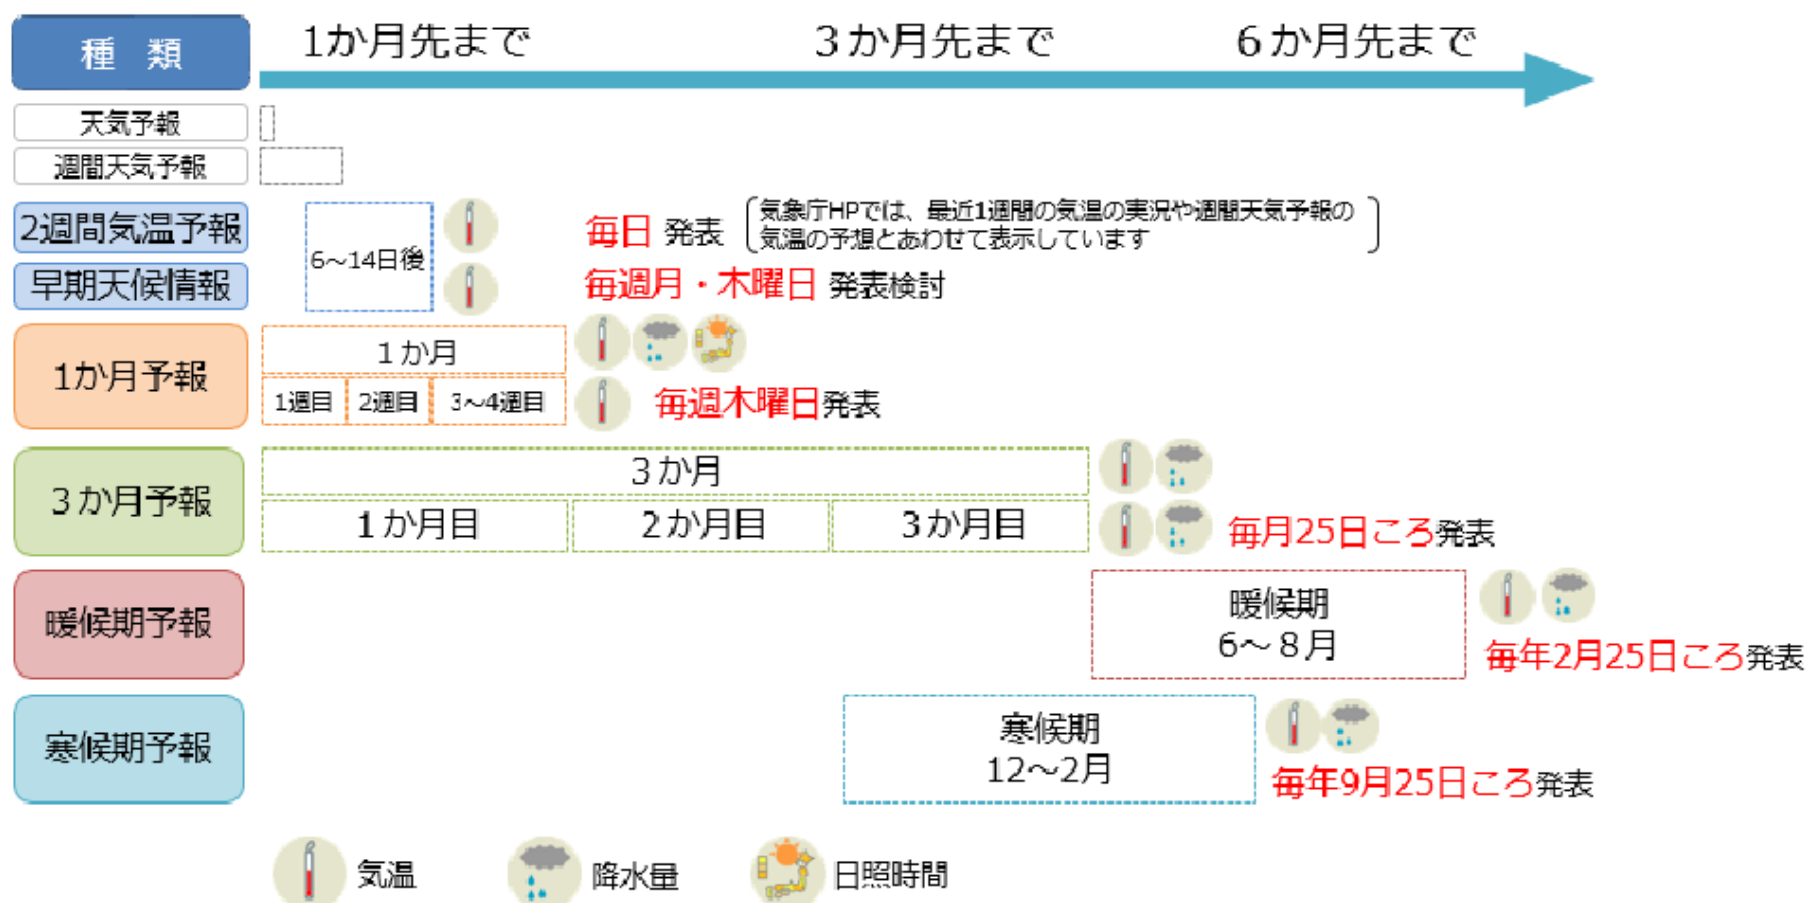 種 類
1か月先まで
3か月先まで
6か月先まで
天気予報
週間天気予報
2週間気温予報
6～14日後
毎日 発表
気象庁HPでは、最近1週間の気温の実況や週間天気予報の
気温の予想とあわせて表示しています
早期天候情報
毎週月・木曜日 発表検討
1か月予報
1か月
1週目
2週目
3～4週目
毎週木曜日発表
3か月予報
3か月
1か月目
2か月目
3か月目
毎月25日ころ発表
暖候期予報
暖候期
6～8月
毎年2月25日ころ発表
寒候期予報
寒候期
12～2月
毎年9月25日ころ発表
気温
降水量
日照時間